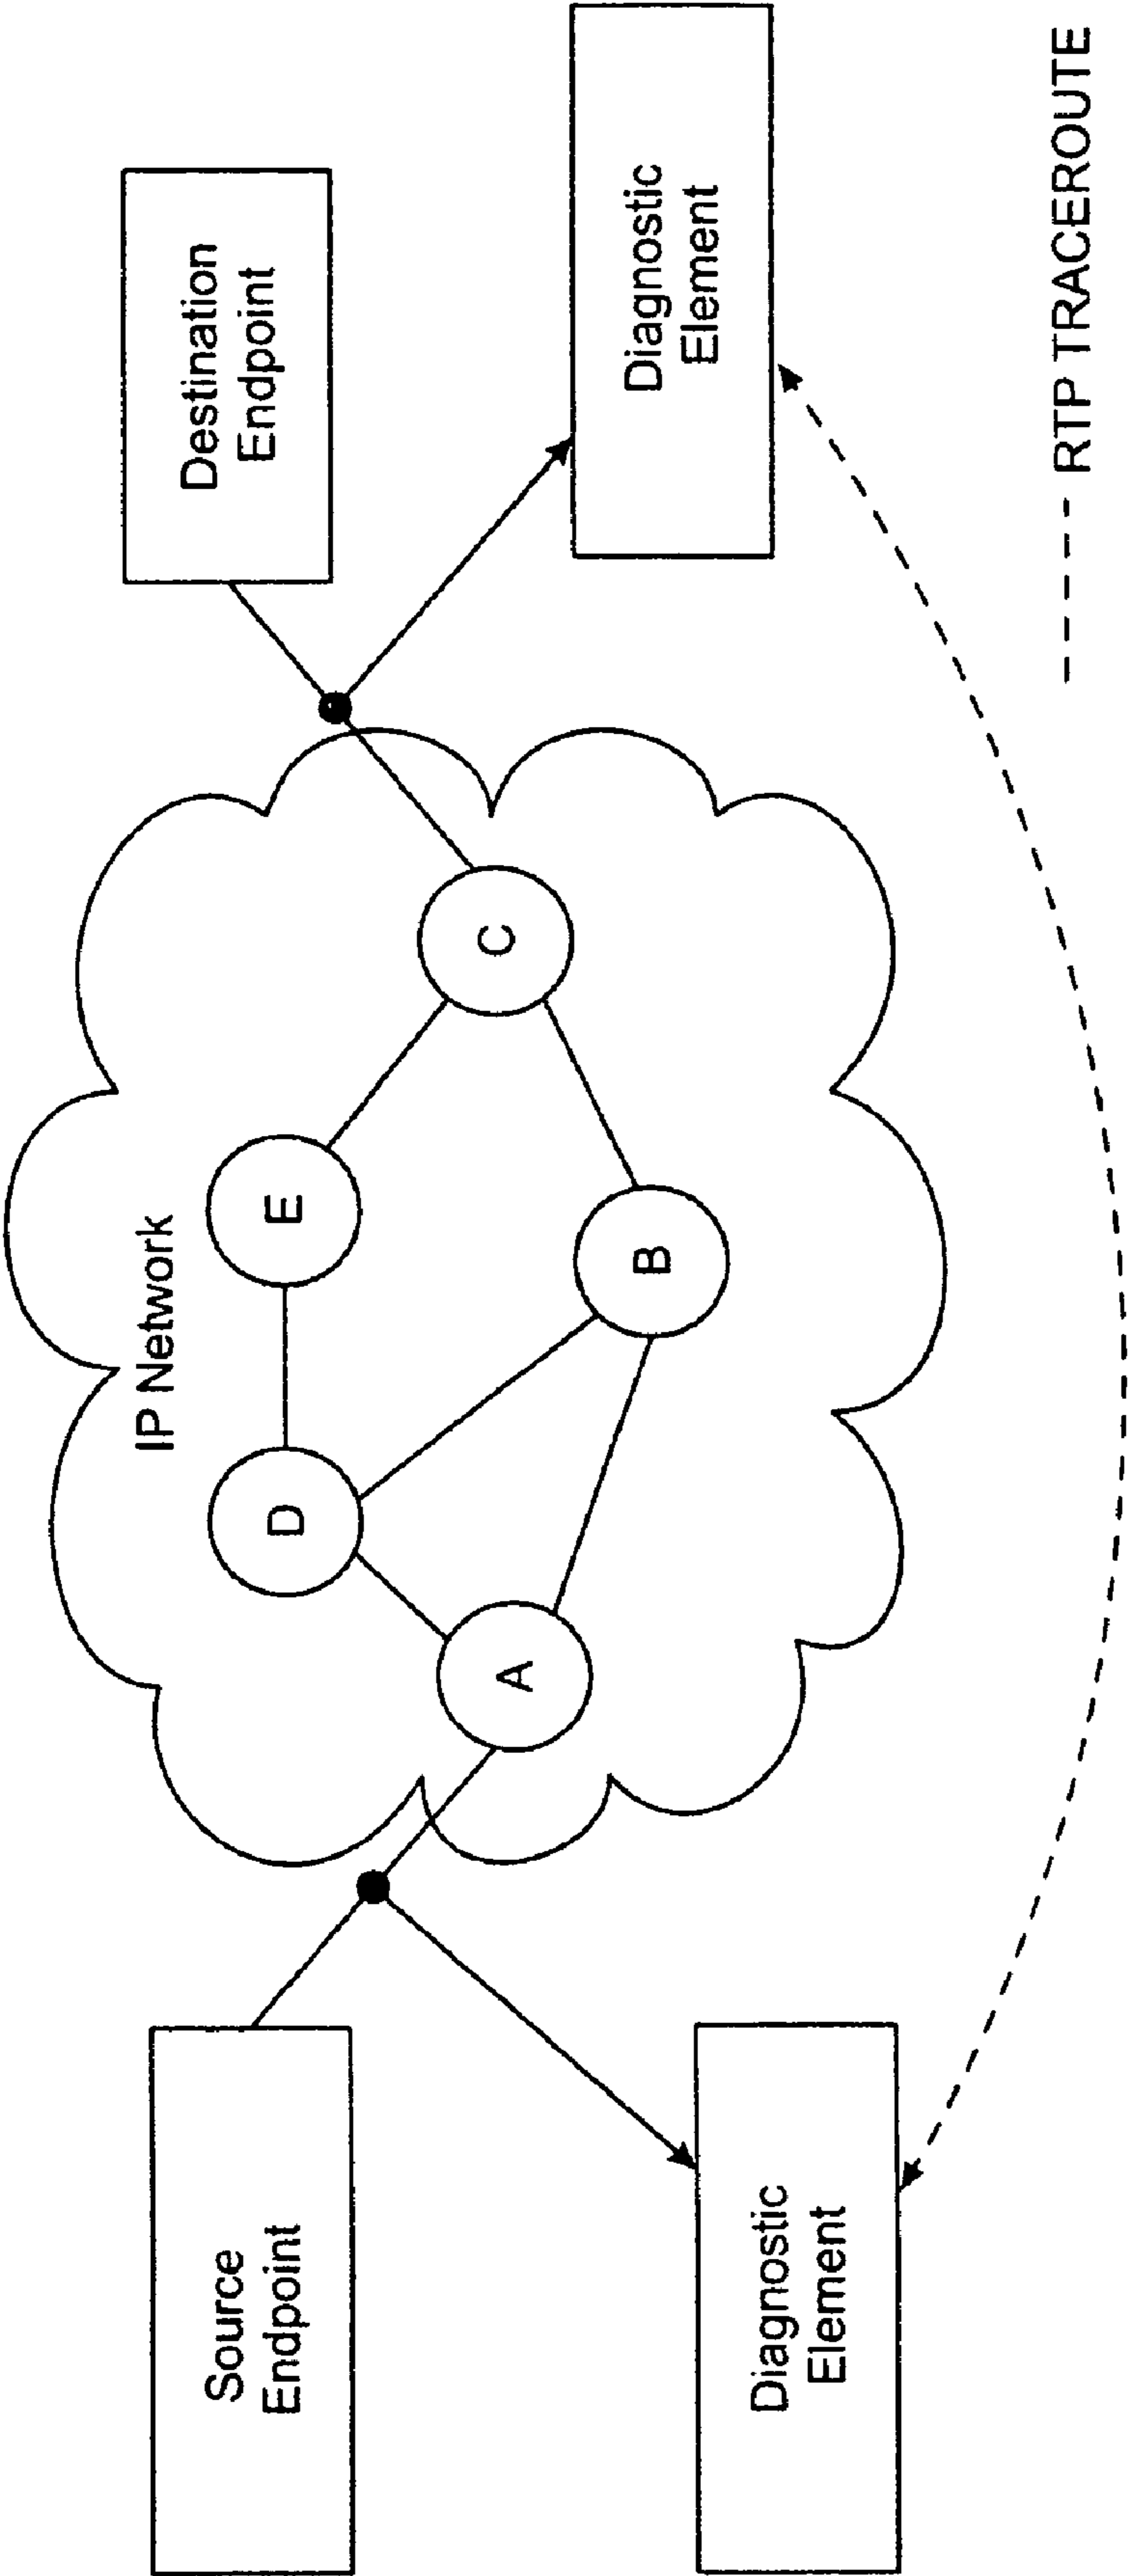 Source
Endpoint
Diagnostic
Element
IP Network
A
D
B
E
C
Destination
Endpoint
Diagnostic
Element
RTP TRACEROUTE